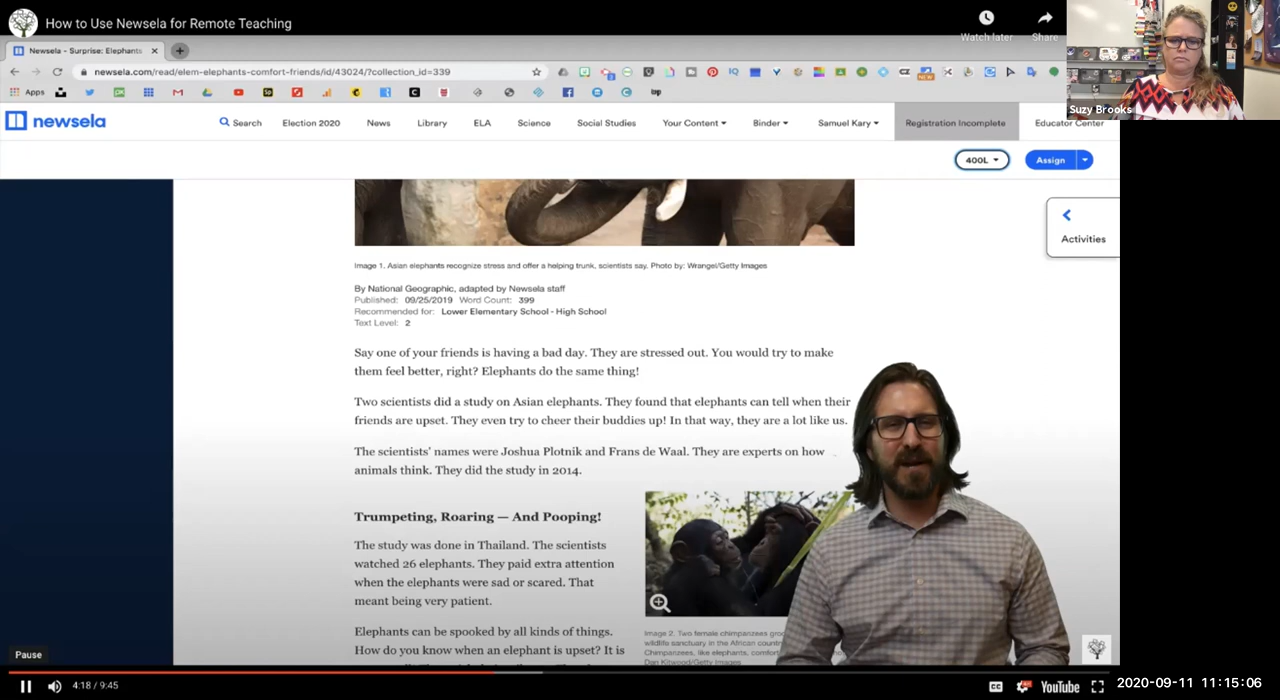 How to Use Newsela for Remote Teaching
Watch later
Share
Suzy Brooks
Newsela - Surprise: Elephants
newsela.com/read/elem-elephants-comfort-friends/id/43024/?collection_id=339
Apps
newsela
Search
Election 2020
News
Library
ELA
Science
Social Studies
Your Content
Binder
Samuel Kary
Registration Incomplete
Educator Center
400L
Assign
Activities
Image 1. Asian elephants recognize stress and offer a helping trunk, scientists say. Photo by: Wrangel/Getty Images
By National Geographic, adapted by Newsela staff
Published: 09/25/2019 Word Count: 399
Recommended for: Lower Elementary School - High School
Text Level: 2
Say one of your friends is having a bad day. They are stressed out. You would try to make
them feel better, right? Elephants do the same thing!
Two scientists did a study on Asian elephants. They found that elephants can tell when their
friends are upset. They even try to cheer their buddies up! In that way, they are a lot like us.
The scientists' names were Joshua Plotnik and Frans de Waal. They are experts on how
animals think. They did the study in 2014.
Trumpeting, Roaring — And Pooping!
The study was done in Thailand. The scientists
watched 26 elephants. They paid extra attention
when the elephants were sad or scared. That
meant being very patient.
Elephants can be spooked by all kinds of things.
How do you know when an elephant is upset? It is
Image 2. Two female chimpanzees
wildlife sanctuary in the African
Chimpanzees, like elephants, comfort
Dan Kitwood/Getty Images
Pause
4:18 / 9:45
CC
YouTube
2020-09-11 11:15:06